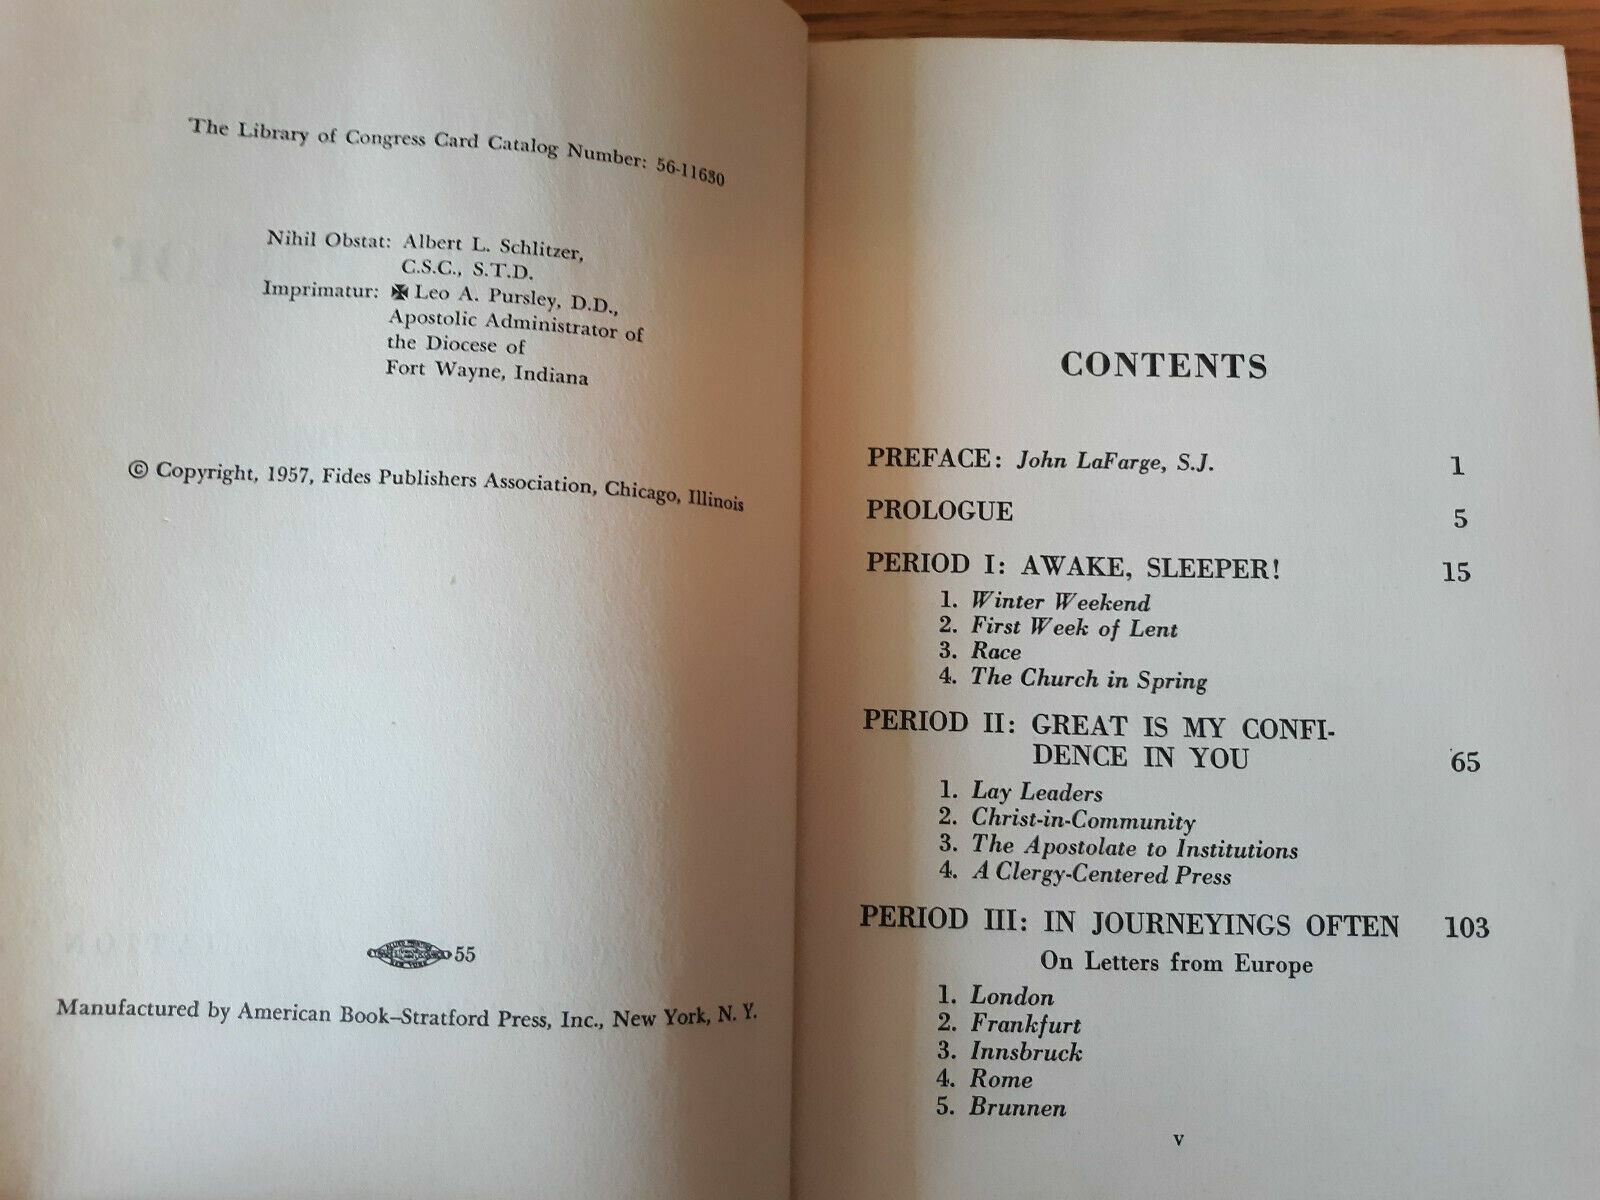 The Library of Congress Card Catalog Number: 56-11630
Nihil Obstat: Albert L. Schlitzer,
C.S.C., S.T.D.
Imprimatur: ✠ Leo A. Pursley, D.D.,
Apostolic Administrator of
the Diocese of
Fort Wayne, Indiana
© Copyright, 1957, Fides Publishers Association, Chicago, Illinois
55
Manufactured by American Book–Stratford Press, Inc., New York, N. Y.
CONTENTS
PREFACE: John LaFarge, S.J. 1
PROLOGUE 5
PERIOD I: AWAKE, SLEEPER! 15
1. Winter Weekend
2. First Week of Lent
3. Race
4. The Church in Spring
PERIOD II: GREAT IS MY CONFI-
DENCE IN YOU 65
1. Lay Leaders
2. Christ-in-Community
3. The Apostolate to Institutions
4. A Clergy-Centered Press
PERIOD III: IN JOURNEYINGS OFTEN 103
On Letters from Europe
1. London
2. Frankfurt
3. Innsbruck
4. Rome
5. Brunnen
v